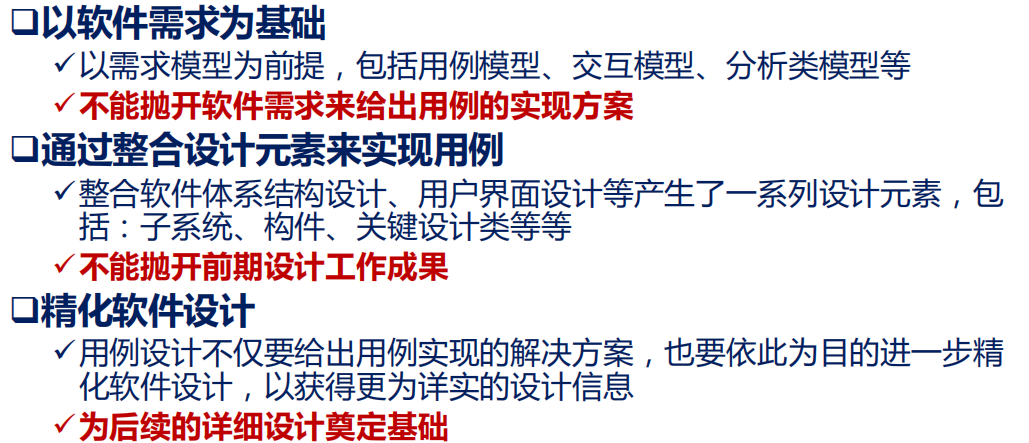 ❑以软件需求为基础
✓以需求模型为前提，包括用例模型、交互模型、分析类模型等
✓不能抛开软件需求来给出用例的实现方案
❑通过整合设计元素来实现用例
✓整合软件体系结构设计、用户界面设计等产生了一系列设计元素，包
括：子系统、构件、关键设计类等等
✓不能抛开前期设计工作成果
❑精化软件设计
✓用例设计不仅要给出用例实现的解决方案，也要依此为目的进一步精
化软件设计，以获得更为详实的设计信息
✓为后续的详细设计奠定基础